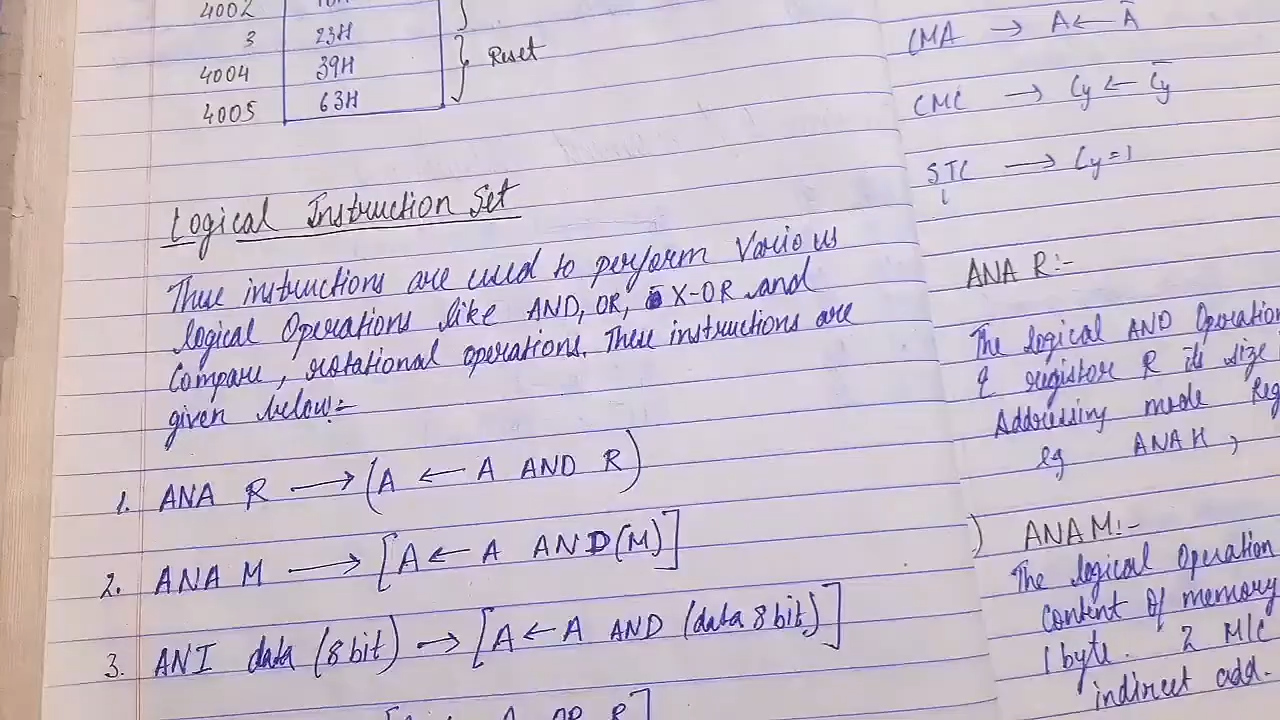 4002
3 23H
4004 39H
4005 63H
Reset
Logical Instruction Set
These instructions are used to perform Various
logical Operations like AND, OR, X-OR and
Compare, rotational operations. These instructions are
given below:-
1. ANA R → (A ← A AND R)
2. ANA M → [A ← A AND (M)]
3. ANI data (8 bit) → [A ← A AND (data 8 bit)]
A OR R]
CMA → A ← Ā
CMC → Cy ← C̅y̅
STC → Cy=1
ANA R:-
The logical AND Operation
& registor R its size
Addressing mode Reg
eg ANA H,
) ANA M:-
The logical Operation
Content of memory
1 byte. 2 M/C
indirect add.